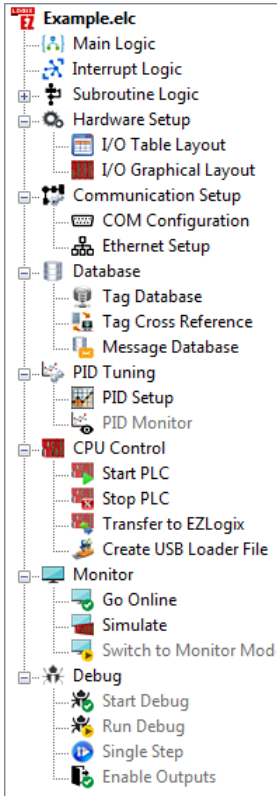 LOGIX
EZ
Example.elc
Main Logic
Interrupt Logic
Subroutine Logic
Hardware Setup
I/O Table Layout
I/O Graphical Layout
Communication Setup
COM Configuration
Ethernet Setup
Database
Tag Database
Tag Cross Reference
Message Database
PID Tuning
PID Setup
PID Monitor
CPU Control
Start PLC
Stop PLC
Transfer to EZLogix
Create USB Loader File
Monitor
Go Online
Simulate
Switch to Monitor Mod
Debug
Start Debug
Run Debug
Single Step
Enable Outputs